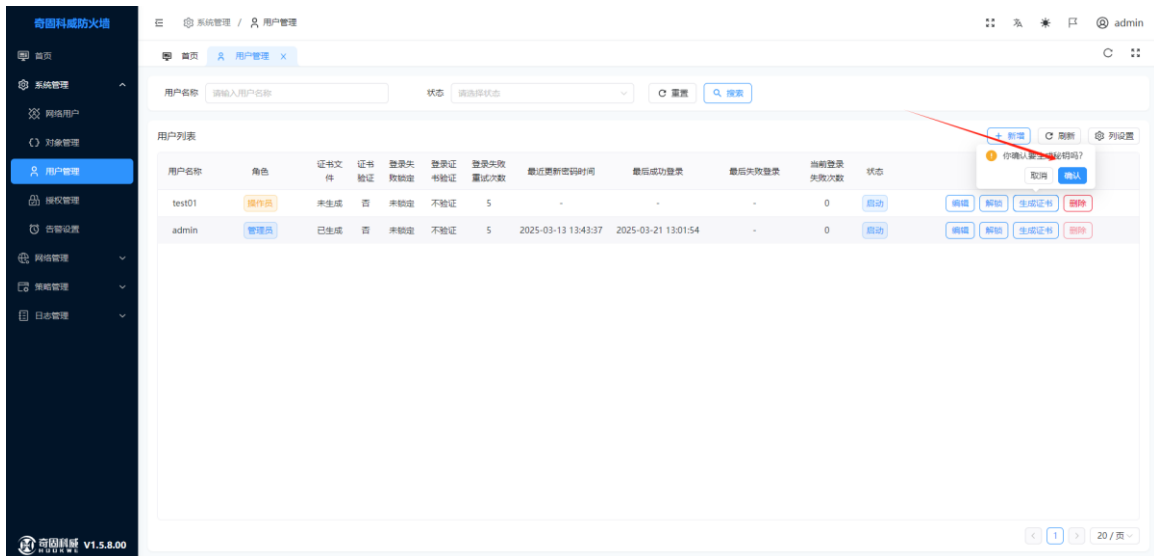 奇固科威防火墙
系统管理 / 用户管理
admin
首页
首页 用户管理 ×
系统管理
用户名称 请输入用户名称 状态 请选择状态 重置 搜索
网络用户
对象管理
用户列表 + 新增 刷新 列设置
你确认要生成秘钥吗?
取消 确认
用户管理
用户名称 角色 证书文件 证书验证 登录失败锁定 登录证书验证 登录失败重试次数 最近更新密码时间 最后成功登录 最后失败登录 当前登录失败次数 状态
授权管理
test01 操作员 未生成 否 未锁定 不验证 5 - - - 0 启动 编辑 解锁 生成证书 删除
告警设置
admin 管理员 已生成 否 未锁定 不验证 5 2025-03-13 13:43:37 2025-03-21 13:01:54 - 0 启动 编辑 解锁 生成证书 删除
网络管理
策略管理
日志管理
奇固科威 V1.5.8.00
< 1 > 20 / 页